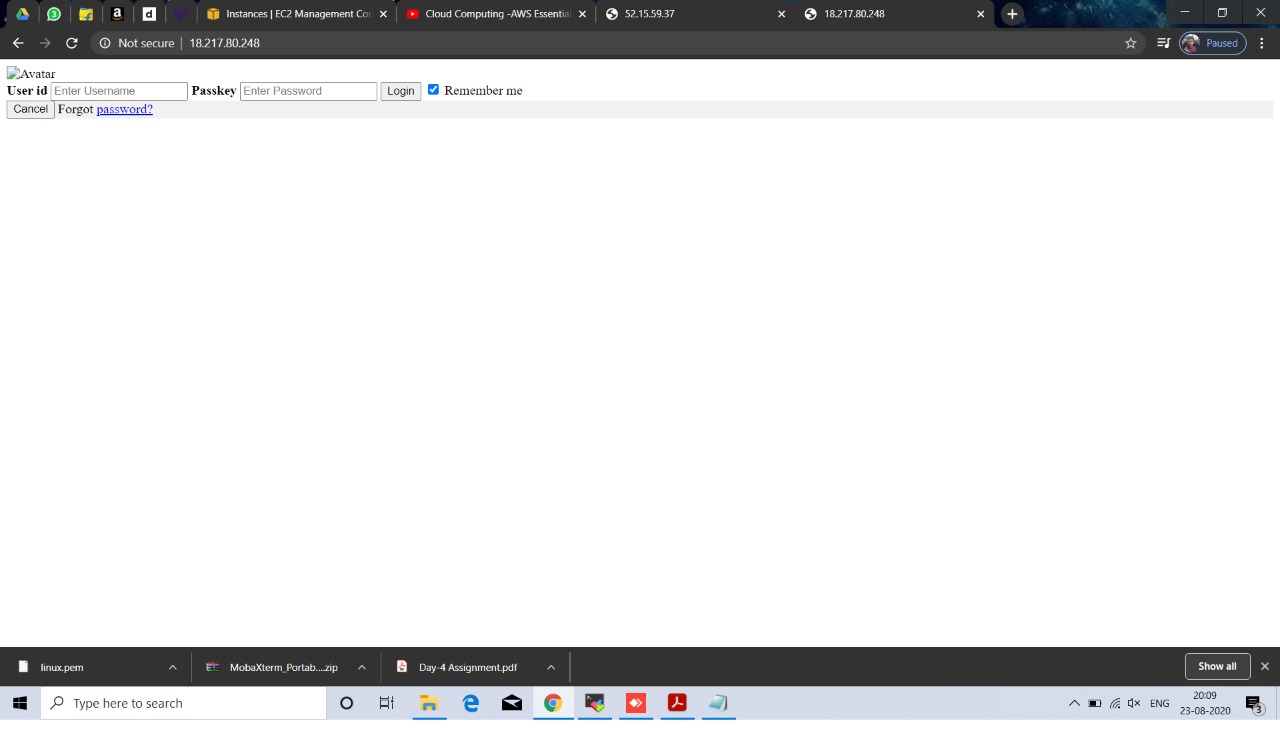 Instances | EC2 Management Con
Cloud Computing -AWS Essential
52.15.59.37
18.217.80.248
Not secure | 18.217.80.248
Paused
Avatar
User id Enter Username Passkey Enter Password Login Remember me
Cancel Forgot password?
linux.pem
MobaXterm_Portab....zip
Day-4 Assignment.pdf
Show all
Type here to search
ENG
20:09
23-08-2020
3